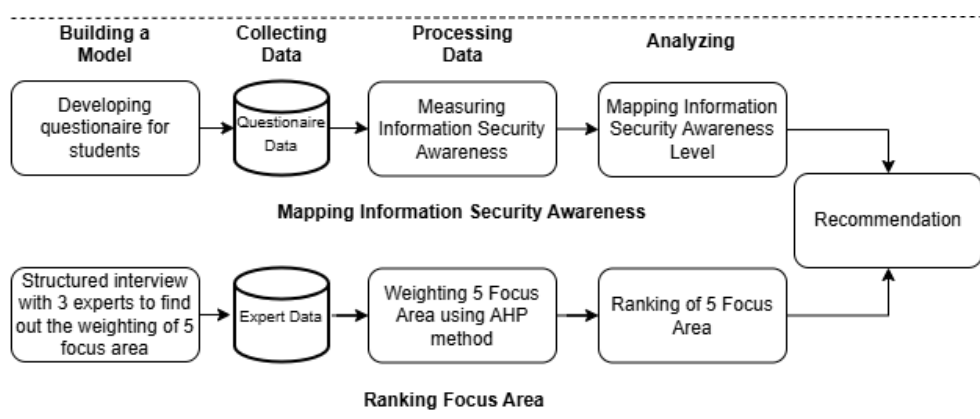 Building a
Model
Collecting
Data
Processing
Data
Analyzing
Developing
questionaire for
students
Questionaire
Data
Measuring
Information Security
Awareness
Mapping Information
Security Awareness
Level
Recommendation
Mapping Information Security Awareness
Structured interview
with 3 experts to find
out the weighting of 5
focus area
Expert Data
Weighting 5 Focus
Area using AHP
method
Ranking of 5 Focus
Area
Ranking Focus Area